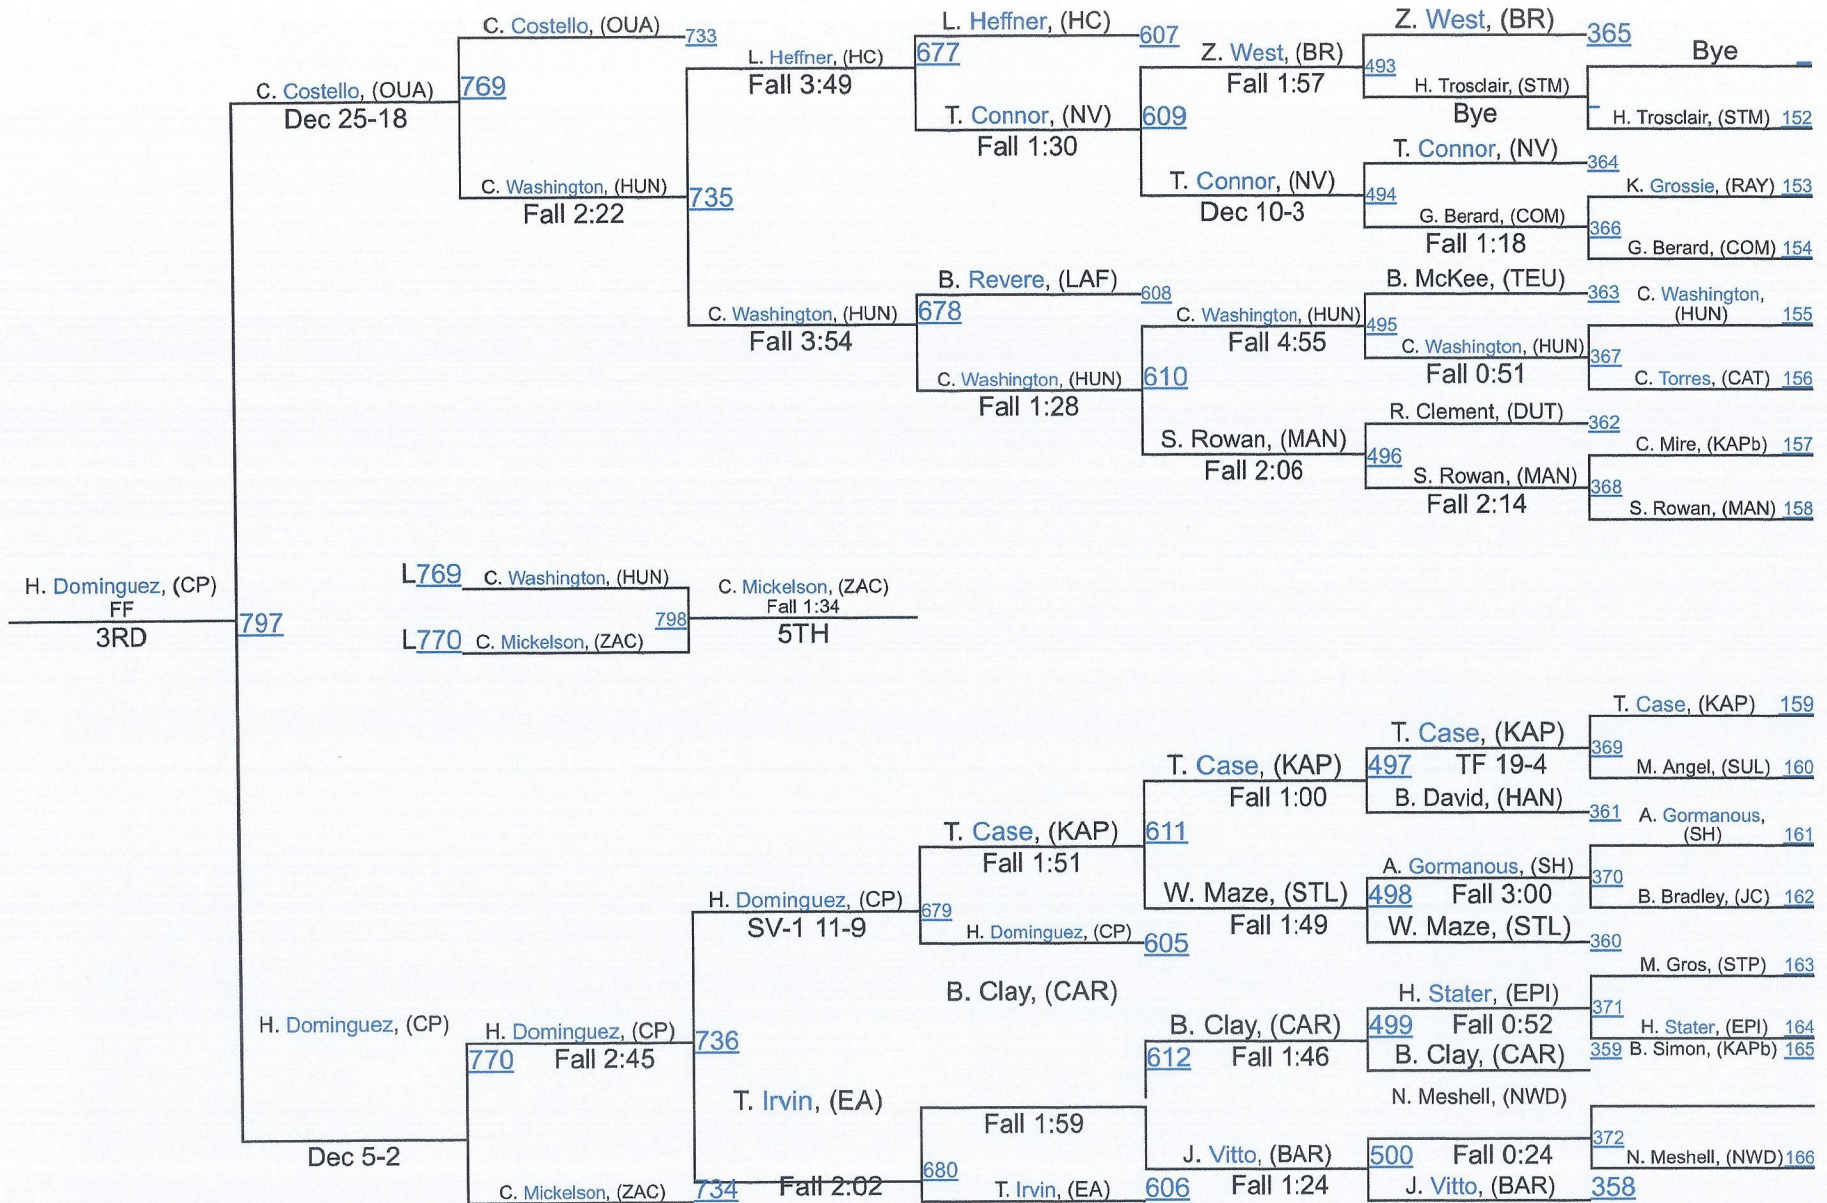 C. Costello, (OUA)
733
L. Heffner, (HC)
607
Z. West, (BR)
365
Bye
C. Costello, (OUA)
Dec 25-18
769
L. Heffner, (HC)
Fall 3:49
677
Z. West, (BR)
Fall 1:57
493
H. Trosclair, (STM)
Bye
H. Trosclair, (STM) 152
T. Connor, (NV)
Fall 1:30
609
T. Connor, (NV)
364
K. Grossie, (RAY) 153
C. Washington, (HUN)
Fall 2:22
735
T. Connor, (NV)
Dec 10-3
494
G. Berard, (COM)
Fall 1:18
366
G. Berard, (COM) 154
B. Revere, (LAF)
608
B. McKee, (TEU)
363
C. Washington,
(HUN) 155
C. Washington, (HUN)
Fall 3:54
678
C. Washington, (HUN)
Fall 4:55
495
C. Washington, (HUN)
Fall 0:51
367
C. Torres, (CAT) 156
C. Washington, (HUN)
Fall 1:28
610
R. Clement, (DUT)
362
C. Mire, (KAPb) 157
S. Rowan, (MAN)
Fall 2:06
496
S. Rowan, (MAN)
Fall 2:14
368
S. Rowan, (MAN) 158
H. Dominguez, (CP)
FF
3RD
797
L769 C. Washington, (HUN)
L770 C. Mickelson, (ZAC)
798
C. Mickelson, (ZAC)
Fall 1:34
5TH
T. Case, (KAP) 159
T. Case, (KAP)
TF 19-4
369
M. Angel, (SUL) 160
T. Case, (KAP)
Fall 1:00
497
B. David, (HAN)
361
A. Gormanous,
(SH) 161
T. Case, (KAP)
Fall 1:51
611
A. Gormanous, (SH)
Fall 3:00
370
B. Bradley, (JC) 162
W. Maze, (STL)
Fall 1:49
498
W. Maze, (STL)
360
H. Dominguez, (CP)
SV-1 11-9
679
H. Dominguez, (CP)
605
M. Gros, (STP) 163
B. Clay, (CAR)
H. Stater, (EPI)
Fall 0:52
371
H. Stater, (EPI) 164
H. Dominguez, (CP)
H. Dominguez, (CP)
Fall 2:45
770
736
B. Clay, (CAR)
Fall 1:46
612
499
B. Clay, (CAR)
359
B. Simon, (KAPb) 165
T. Irvin, (EA)
N. Meshell, (NWD)
Fall 1:59
Dec 5-2
J. Vitto, (BAR)
Fall 1:24
500
Fall 0:24
372
N. Meshell, (NWD) 166
C. Mickelson, (ZAC)
734
Fall 2:02
680
T. Irvin, (EA)
606
J. Vitto, (BAR)
358